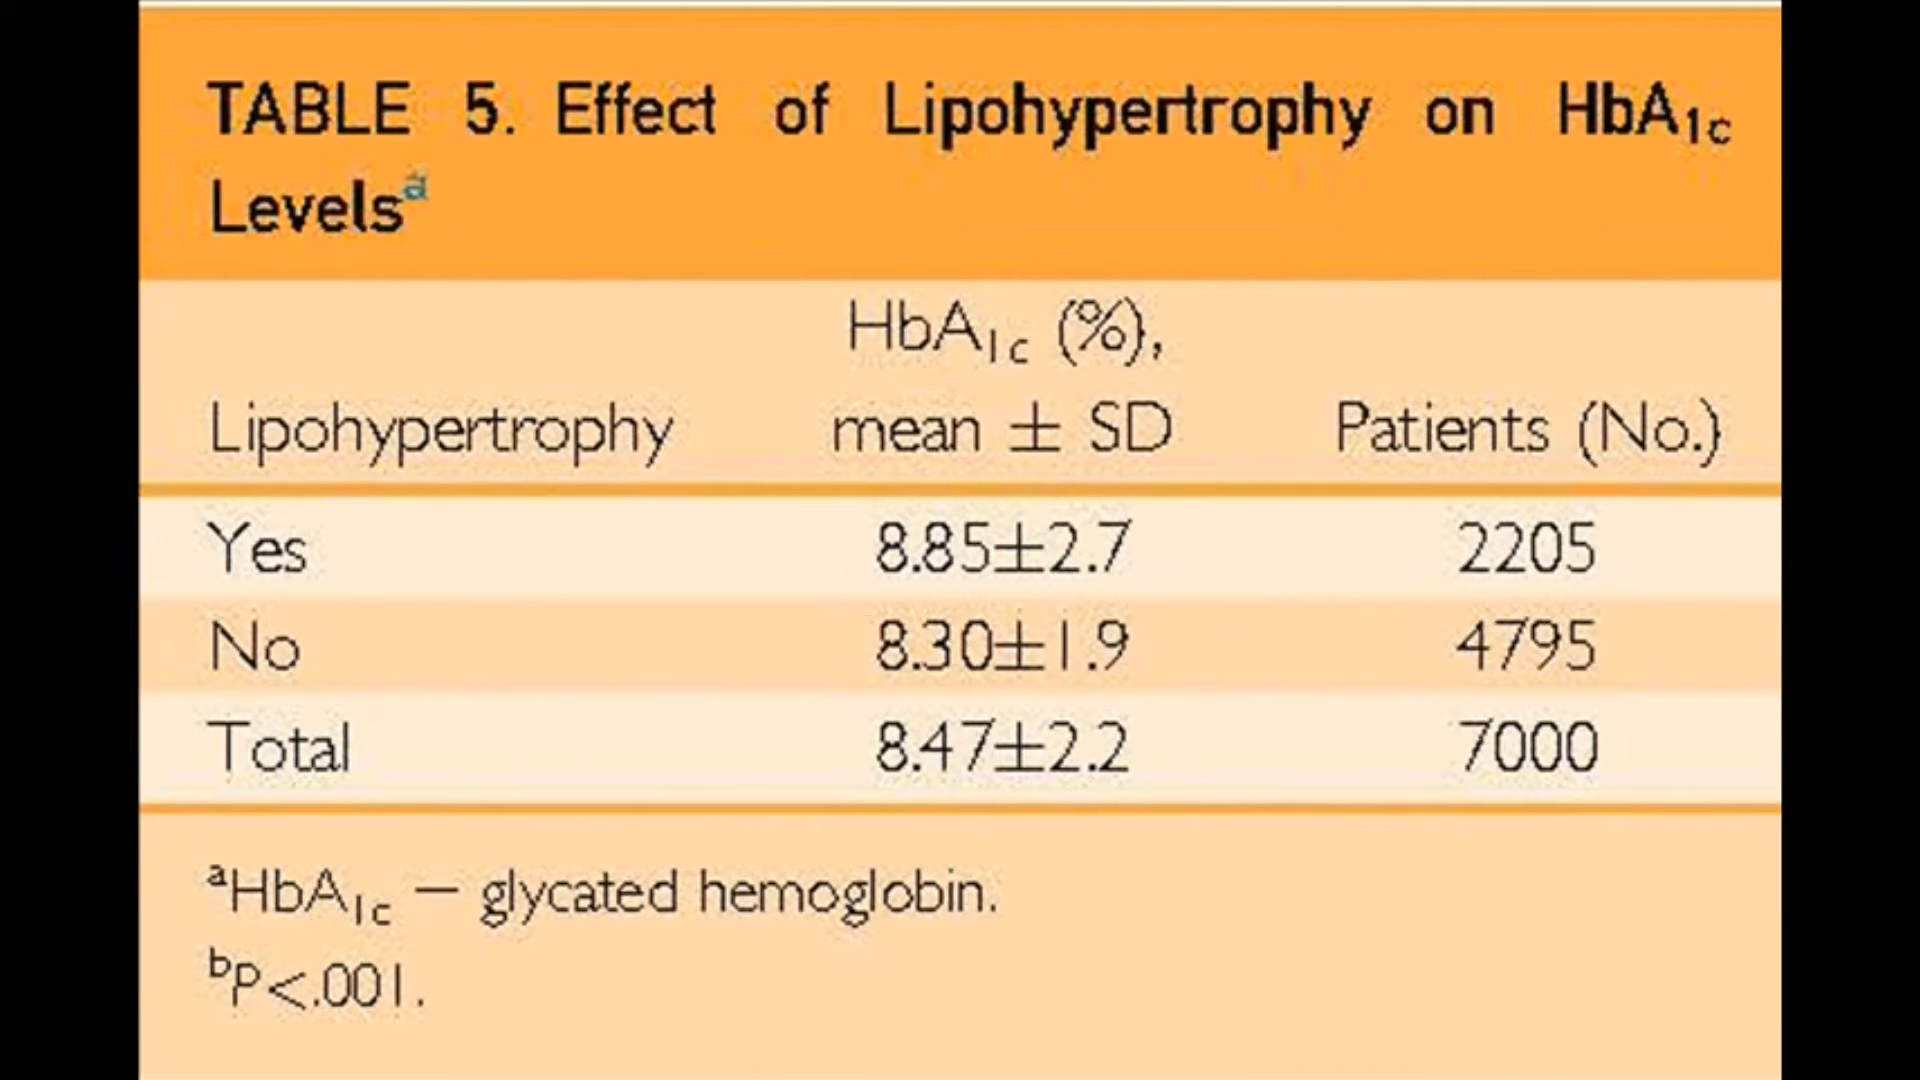 TABLE 5. Effect of Lipohypertrophy on HbA1c
Levelsa
HbA1c (%),
Lipohypertrophy mean ± SD Patients (No.)
Yes 8.85±2.7 2205
No 8.30±1.9 4795
Total 8.47±2.2 7000
aHbA1c — glycated hemoglobin.
bP<.001.